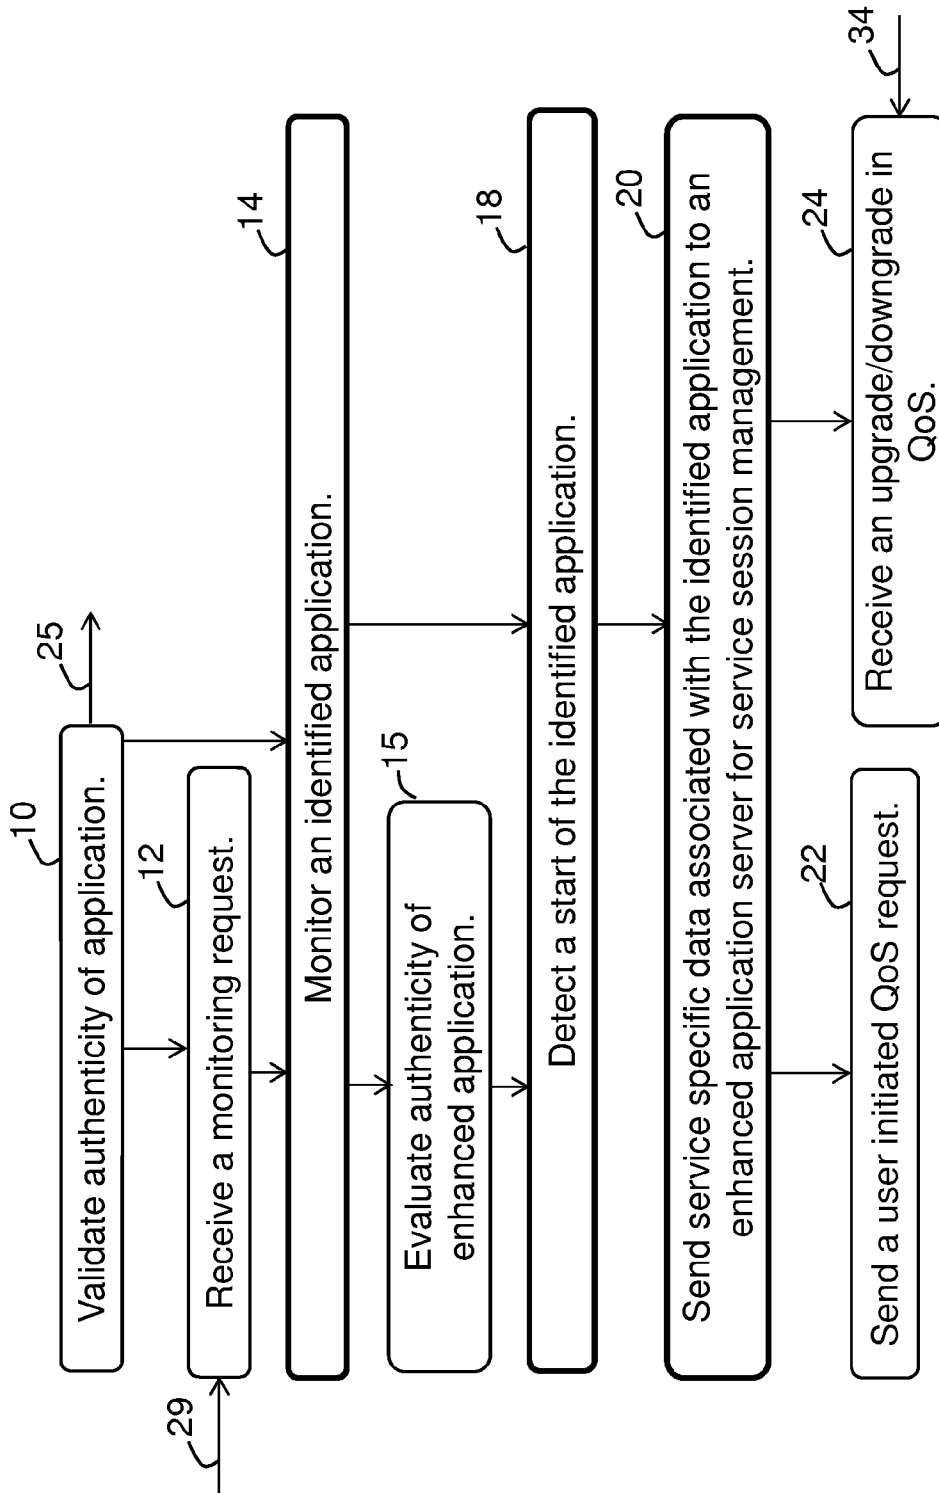 10
Validate authenticity of application.
25
29
12
Receive a monitoring request.
14
Monitor an identified application.
15
Evaluate authenticity of
enhanced application.
18
Detect a start of the identified application.
20
Send service specific data associated with the identified application to an
enhanced application server for service session management.
22
Send a user initiated QoS request.
24
Receive an upgrade/downgrade in
QoS.
34